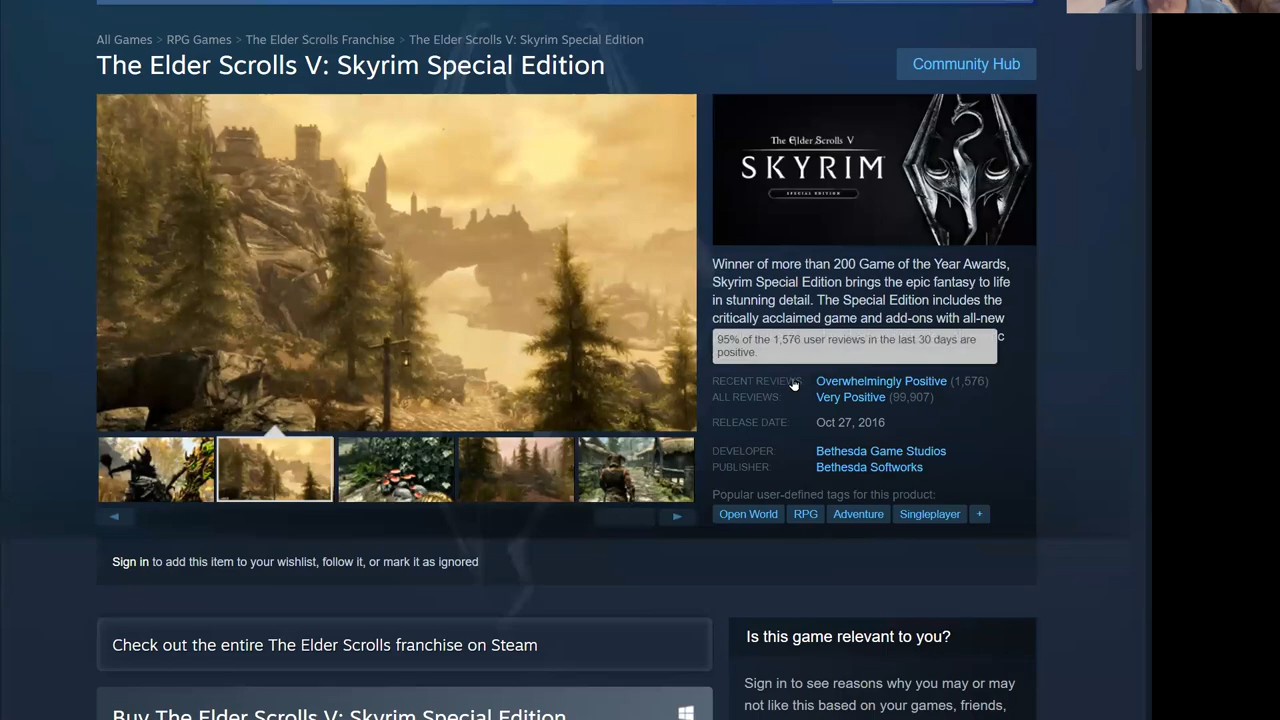 All Games > RPG Games > The Elder Scrolls Franchise > The Elder Scrolls V: Skyrim Special Edition
The Elder Scrolls V: Skyrim Special Edition
Community Hub
The Elder Scrolls V
SKYRIM
SPECIAL EDITION
Winner of more than 200 Game of the Year Awards,
Skyrim Special Edition brings the epic fantasy to life
in stunning detail. The Special Edition includes the
critically acclaimed game and add-ons with all-new
c
95% of the 1,576 user reviews in the last 30 days are
positive.
RECENT REVIEWS: Overwhelmingly Positive (1,576)
ALL REVIEWS: Very Positive (99,907)
RELEASE DATE: Oct 27, 2016
DEVELOPER: Bethesda Game Studios
PUBLISHER: Bethesda Softworks
Popular user-defined tags for this product:
Open World RPG Adventure Singleplayer +
Sign in to add this item to your wishlist, follow it, or mark it as ignored
Check out the entire The Elder Scrolls franchise on Steam
Is this game relevant to you?
Sign in to see reasons why you may or may
not like this based on your games, friends,
Buy The Elder Scrolls V: Skyrim Special Edition